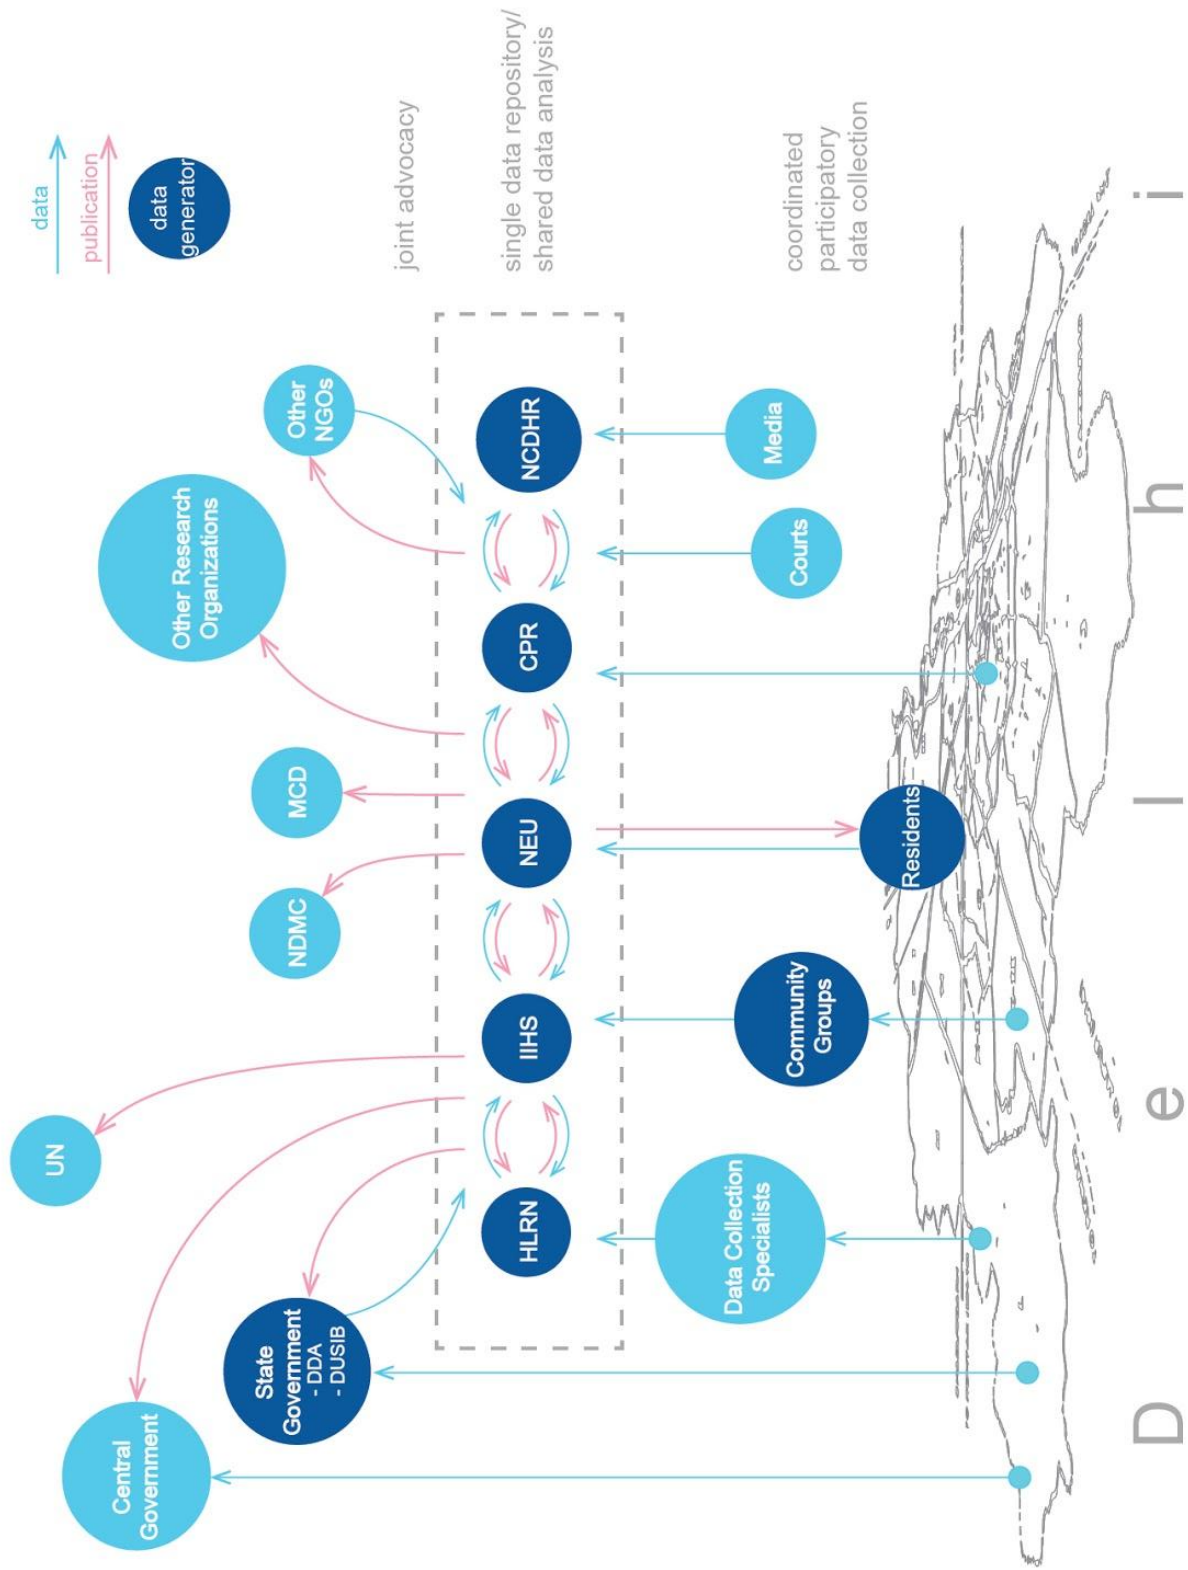 data
publication
data
generator
joint advocacy
single data repository/
shared data analysis
coordinated
participatory
data collection
UN
Central
Government
State
Government
- DDA
- DUSIB
NDMC
MCD
Other Research
Organizations
Other
NGOs
HLRN
IIHS
NEU
CPR
NCDHR
Data Collection
Specialists
Community
Groups
Residents
Courts
Media
D e l h i